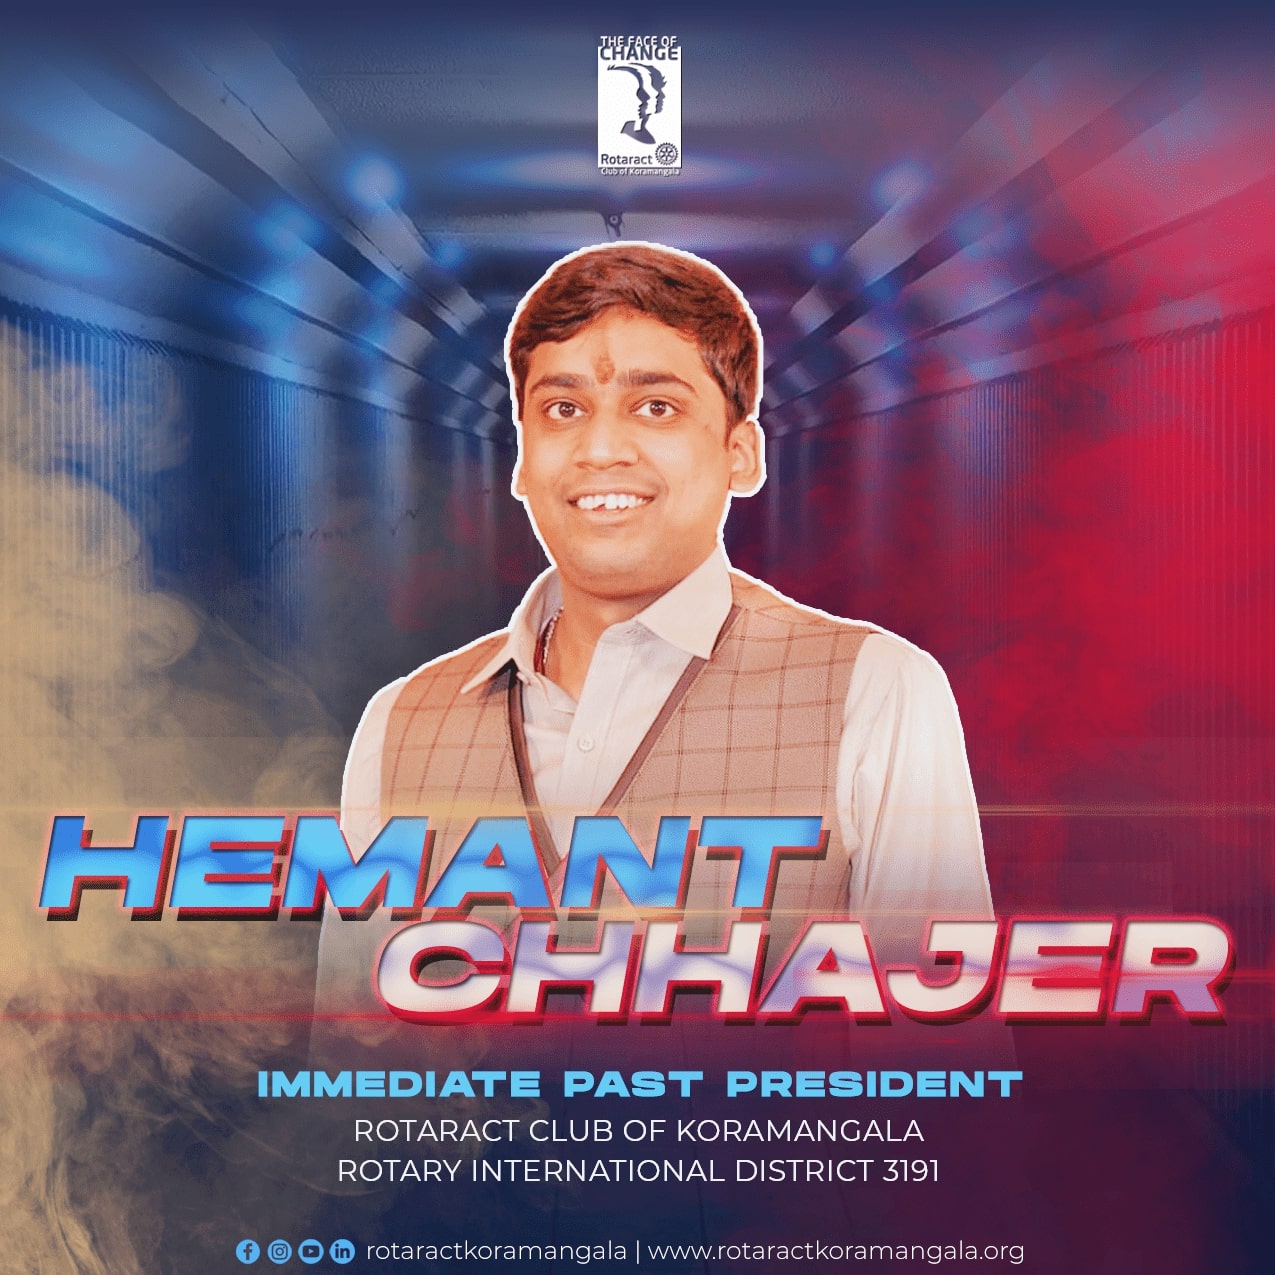 THE FACE OF
CHANGE
Rotaract
Club of Koramangala
HEMANT
CHHAJER
IMMEDIATE PAST PRESIDENT
ROTARACT CLUB OF KORAMANGALA
ROTARY INTERNATIONAL DISTRICT 3191
rotaractkoramangala | www.rotaractkoramangala.org